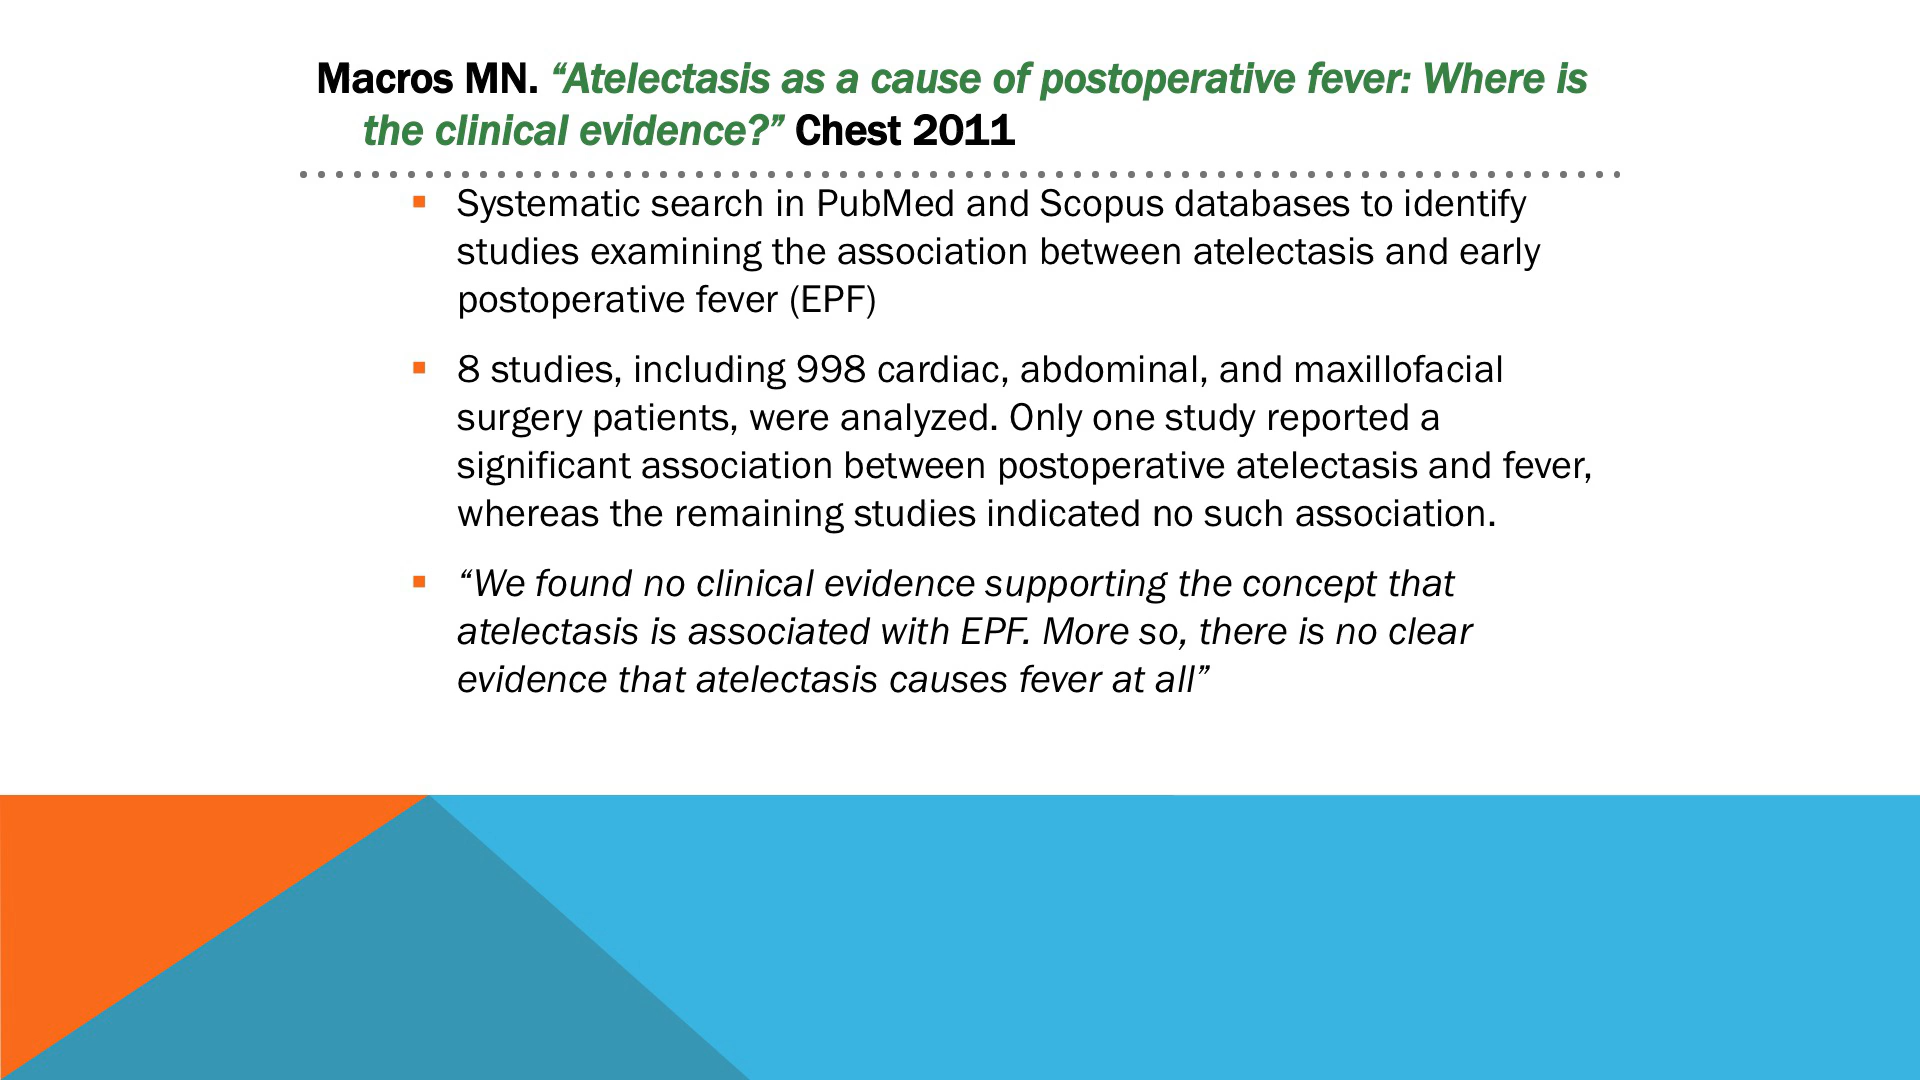 Macros MN. “Atelectasis as a cause of postoperative fever: Where is
the clinical evidence?” Chest 2011
▪ Systematic search in PubMed and Scopus databases to identify
studies examining the association between atelectasis and early
postoperative fever (EPF)
▪ 8 studies, including 998 cardiac, abdominal, and maxillofacial
surgery patients, were analyzed. Only one study reported a
significant association between postoperative atelectasis and fever,
whereas the remaining studies indicated no such association.
▪ “We found no clinical evidence supporting the concept that
atelectasis is associated with EPF. More so, there is no clear
evidence that atelectasis causes fever at all”